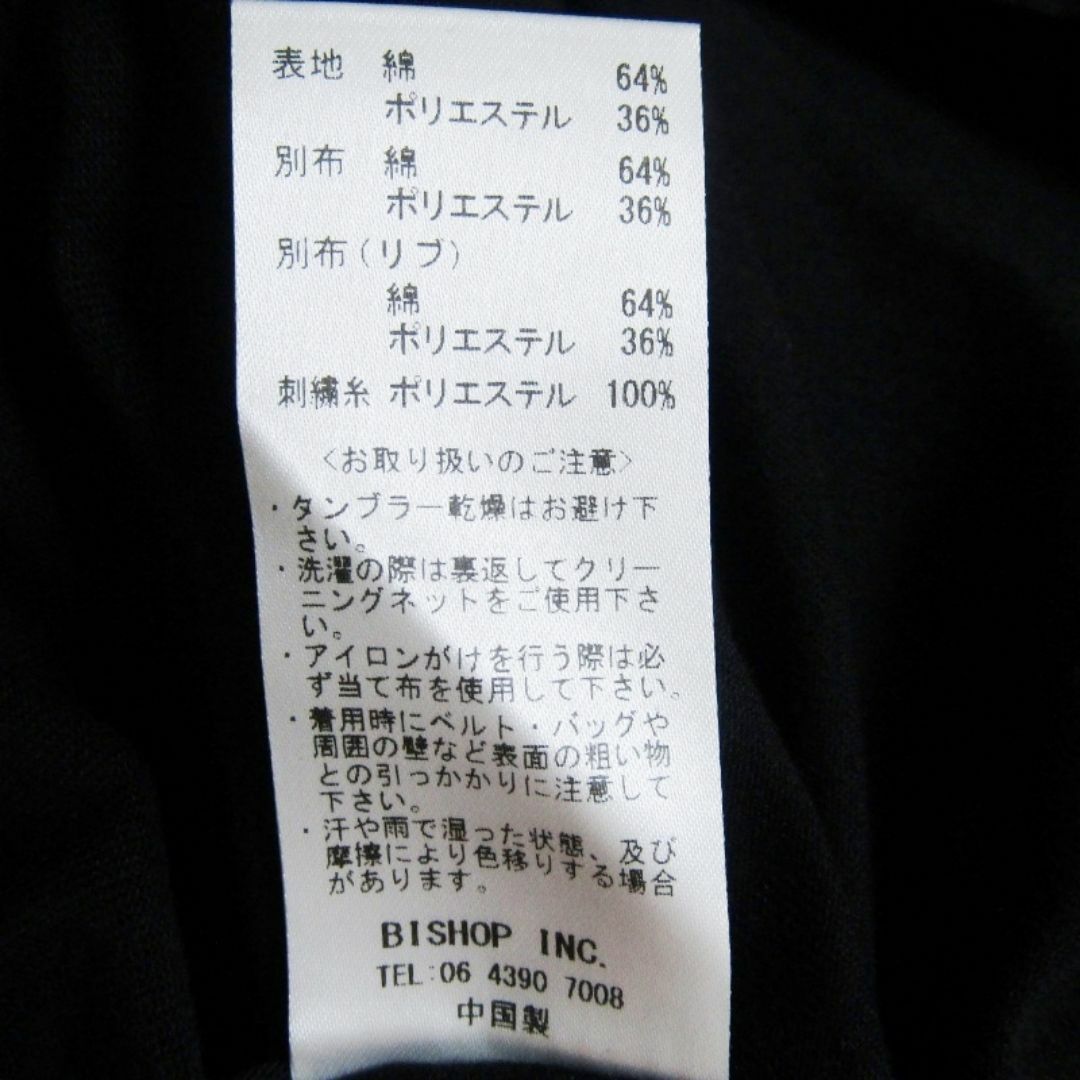 表地 綿 64%
ポリエステル 36%
別布 綿 64%
ポリエステル 36%
別布(リブ)
綿 64%
ポリエステル 36%
刺繍糸 ポリエステル 100%
<お取り扱いのご注意>
・タンブラー乾燥はお避け下
さい。
・洗濯の際は裏返してクリー
ニングネットをご使用下さ
い。
・アイロンがけを行う際は必
ず当て布を使用して下さい。
・着用時にベルト・バッグや
周囲の壁など表面の粗い物
との引っかかりに注意して
下さい。
・汗や雨で湿った状態、及び
摩擦により色移りする場合
があります。
BISHOP INC.
TEL:06 4390 7008
中国製